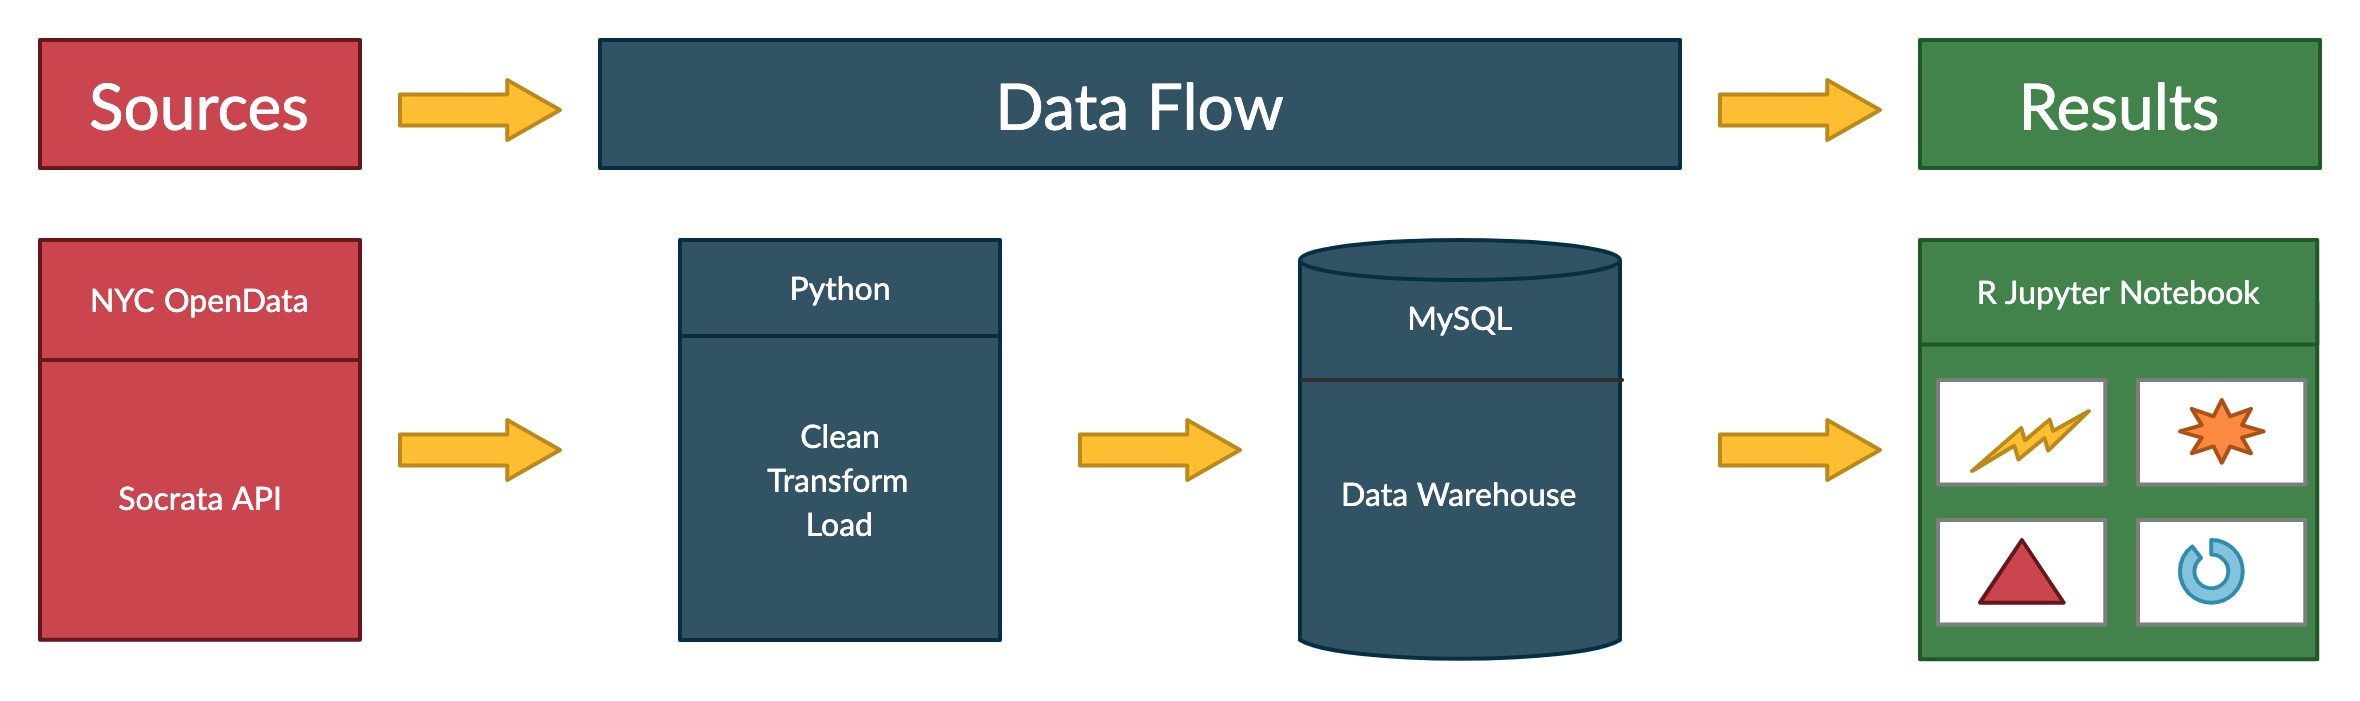 Sources
Data Flow
Results
NYC OpenData
Socrata API
Python
Clean
Transform
Load
MySQL
Data Warehouse
R Jupyter Notebook